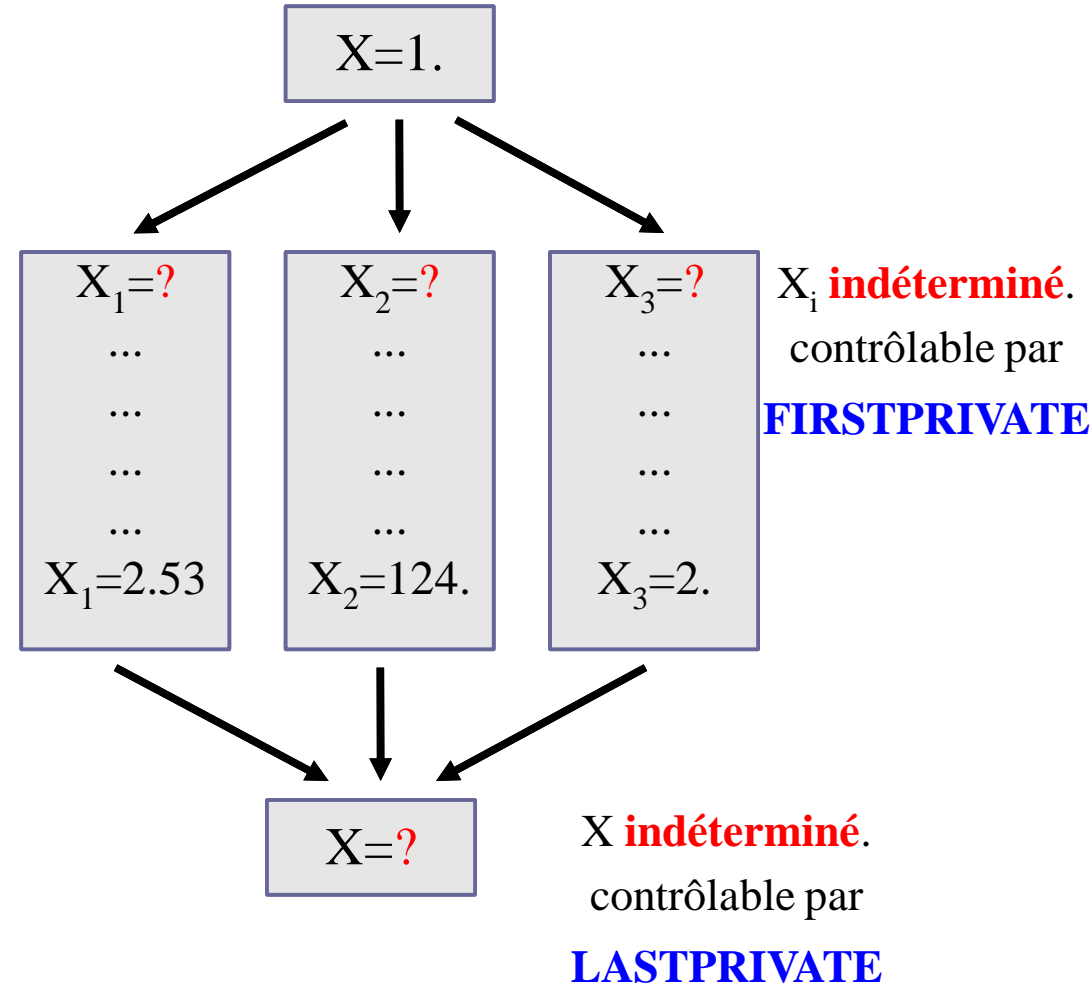 X=1.
X₁=? X₂=? X₃=?
... ... ...
... ... ...
... ... ...
... ... ...
X₁=2.53 X₂=124. X₃=2.
Xᵢ indéterminé.
contrôlable par
FIRSTPRIVATE
X=?
X indéterminé.
contrôlable par
LASTPRIVATE